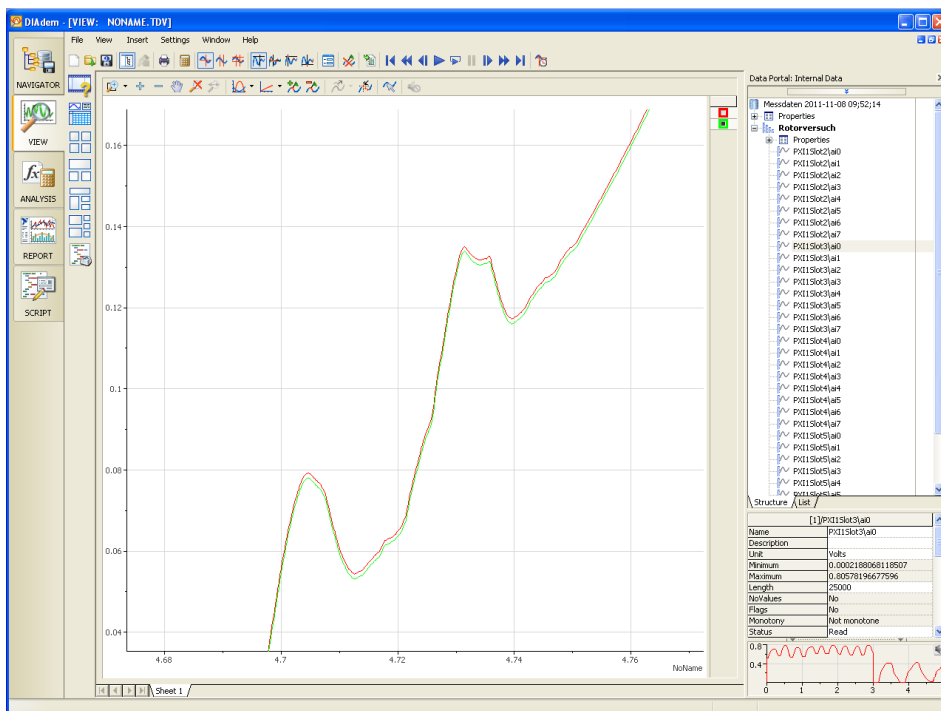 DIAdem - [VIEW: NONAME.TDV]
File View Insert Settings Window Help
NAVIGATOR
VIEW
ANALYSIS
REPORT
SCRIPT
0.16
0.14
0.12
0.1
0.08
0.06
0.04
4.68 4.7 4.72 4.74 4.76
NoName
Sheet 1
Data Portal: Internal Data
Messdaten 2011-11-08 09:52;14
Properties
Rotorversuch
Properties
PXI1Slot2\ai0
PXI1Slot2\ai1
PXI1Slot2\ai2
PXI1Slot2\ai3
PXI1Slot2\ai4
PXI1Slot2\ai5
PXI1Slot2\ai6
PXI1Slot2\ai7
PXI1Slot3\ai0
PXI1Slot3\ai1
PXI1Slot3\ai2
PXI1Slot3\ai3
PXI1Slot3\ai4
PXI1Slot3\ai5
PXI1Slot3\ai6
PXI1Slot3\ai7
PXI1Slot4\ai0
PXI1Slot4\ai1
PXI1Slot4\ai2
PXI1Slot4\ai3
PXI1Slot4\ai4
PXI1Slot4\ai5
PXI1Slot4\ai6
PXI1Slot4\ai7
PXI1Slot5\ai0
PXI1Slot5\ai1
PXI1Slot5\ai2
PXI1Slot5\ai3
PXI1Slot5\ai4
PXI1Slot5\ai5
Structure List
[1]/PXI1Slot3\ai0
Name PXI1Slot3\ai0
Description
Unit Volts
Minimum 0.0002188068118507
Maximum 0.80578196677596
Length 25000
NoValues No
Flags No
Monotony Not monotone
Status Read
0.8
0.4
0 1 2 3 4